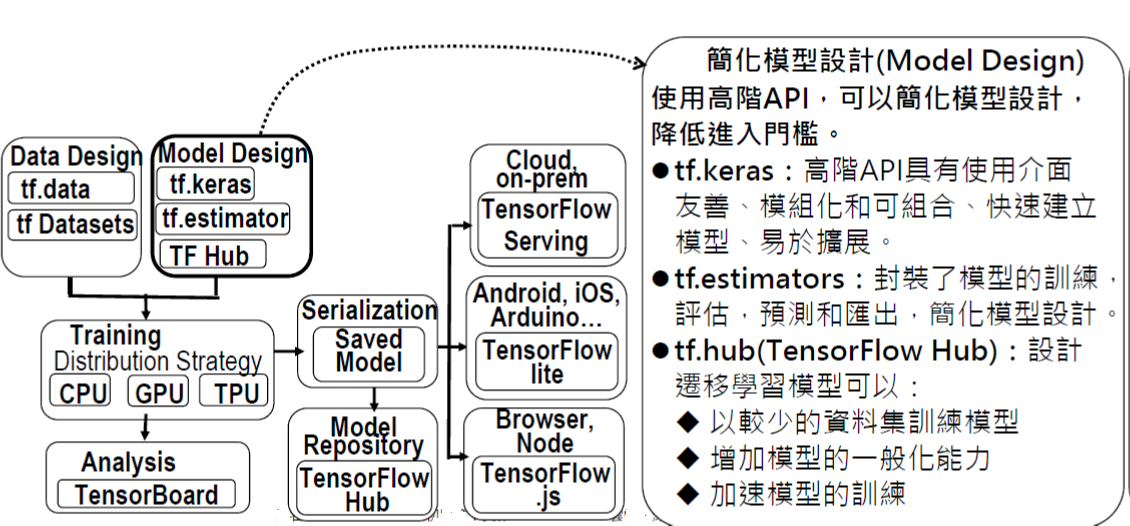 Data Design
tf.data
tf Datasets
Model Design
tf.keras
tf.estimator
TF Hub
Training
Distribution Strategy
CPU
GPU
TPU
Analysis
TensorBoard
Serialization
Saved
Model
Model
Repository
TensorFlow
Hub
Cloud,
on-prem
TensorFlow
Serving
Android, iOS,
Arduino...
TensorFlow
lite
Browser,
Node
TensorFlow
.js
簡化模型設計(Model Design)
使用高階API，可以簡化模型設計，
降低進入門檻。
●tf.keras：高階API具有使用介面
友善、模組化和可組合、快速建立
模型、易於擴展。
●tf.estimators：封裝了模型的訓練，
評估，預測和匯出，簡化模型設計。
●tf.hub(TensorFlow Hub)：設計
遷移學習模型可以：
◆ 以較少的資料集訓練模型
◆ 增加模型的一般化能力
◆ 加速模型的訓練